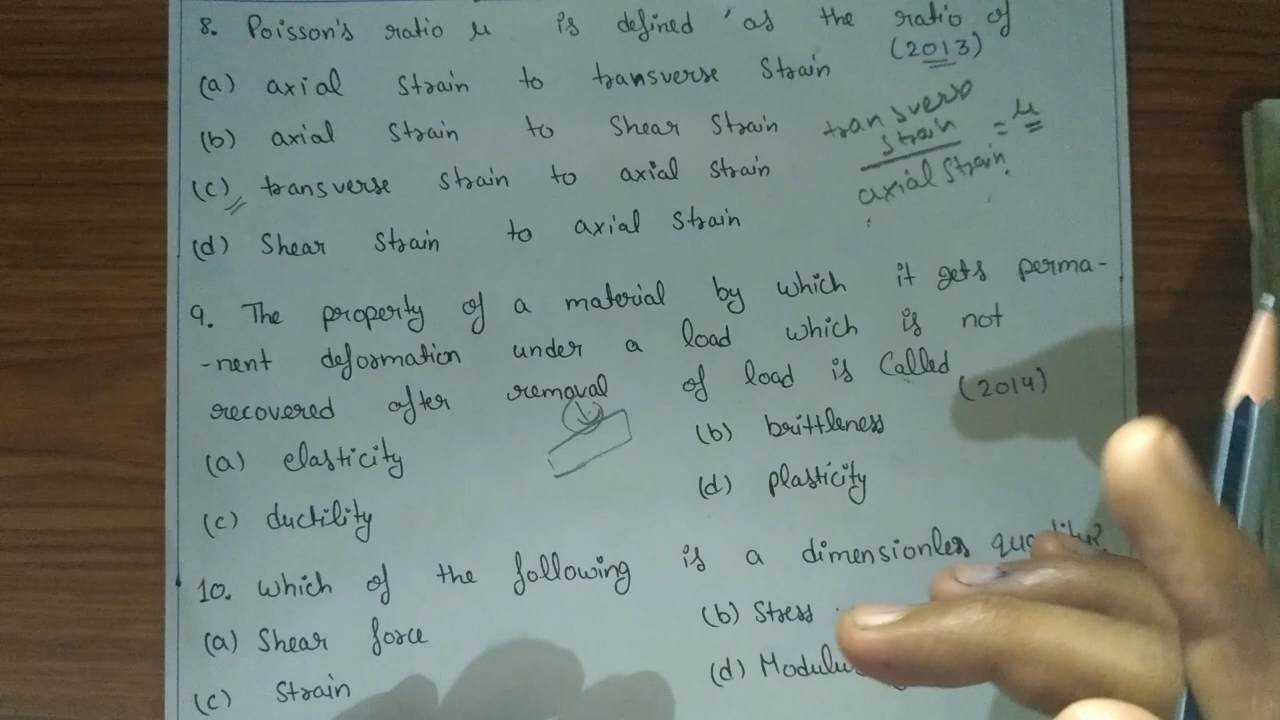 8. Poisson's ratio μ is defined as the ratio of
(2013)
(a) axial strain to transverse strain
(b) axial strain to shear strain
(c) transverse strain to axial strain
(d) Shear strain to axial strain
transverse
strain
= μ
axial strain.
9. The property of a material by which it gets perma-
-nent deformation under a load which is not
recovered after removal of load is Called
(2014)
(a) elasticity (b) brittleness
(c) ductility (d) plasticity
10. Which of the following is a dimensionless
(a) Shear force (b) Stress
(c) Strain (d) Modulus